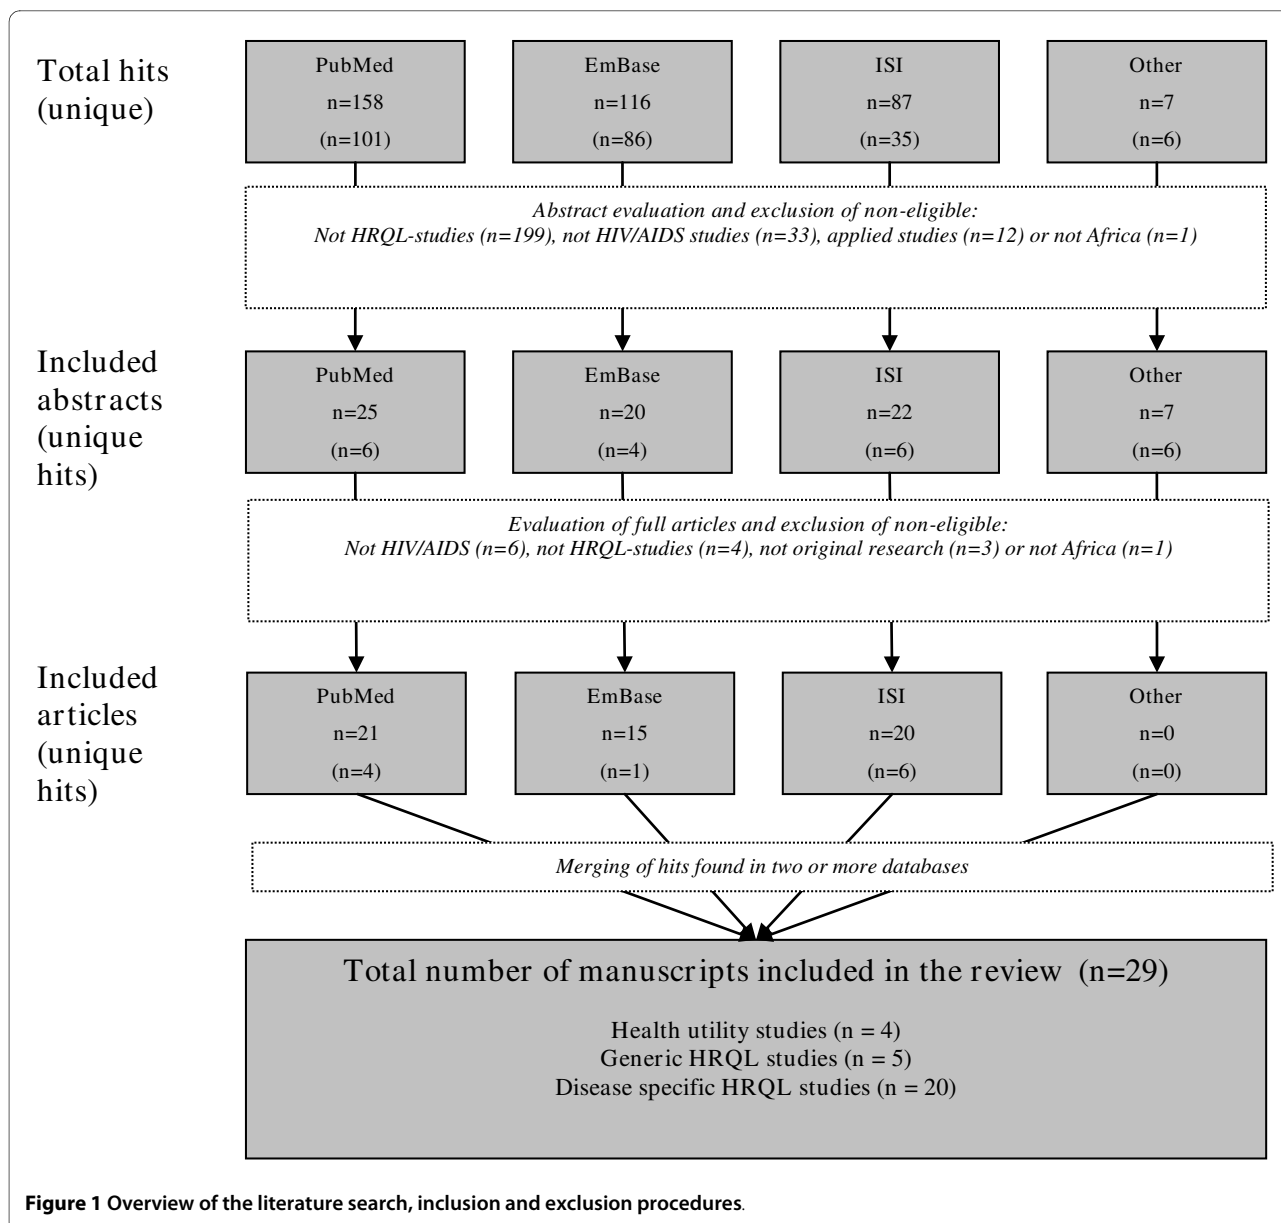 Total hits
(unique)
PubMed
n=158
(n=101)
EmBase
n=116
(n=86)
ISI
n=87
(n=35)
Other
n=7
(n=6)
Abstract evaluation and exclusion of non-eligible:
Not HRQL-studies (n=199), not HIV/AIDS studies (n=33), applied studies (n=12) or not Africa (n=1)
Included
abstracts
(unique
hits)
PubMed
n=25
(n=6)
EmBase
n=20
(n=4)
ISI
n=22
(n=6)
Other
n=7
(n=6)
Evaluation of full articles and exclusion of non-eligible:
Not HIV/AIDS (n=6), not HRQL-studies (n=4), not original research (n=3) or not Africa (n=1)
Included
articles
(unique
hits)
PubMed
n=21
(n=4)
EmBase
n=15
(n=1)
ISI
n=20
(n=6)
Other
n=0
(n=0)
Merging of hits found in two or more databases
Total number of manuscripts included in the review (n=29)
Health utility studies (n = 4)
Generic HRQL studies (n = 5)
Disease specific HRQL studies (n = 20)
Figure 1 Overview of the literature search, inclusion and exclusion procedures.